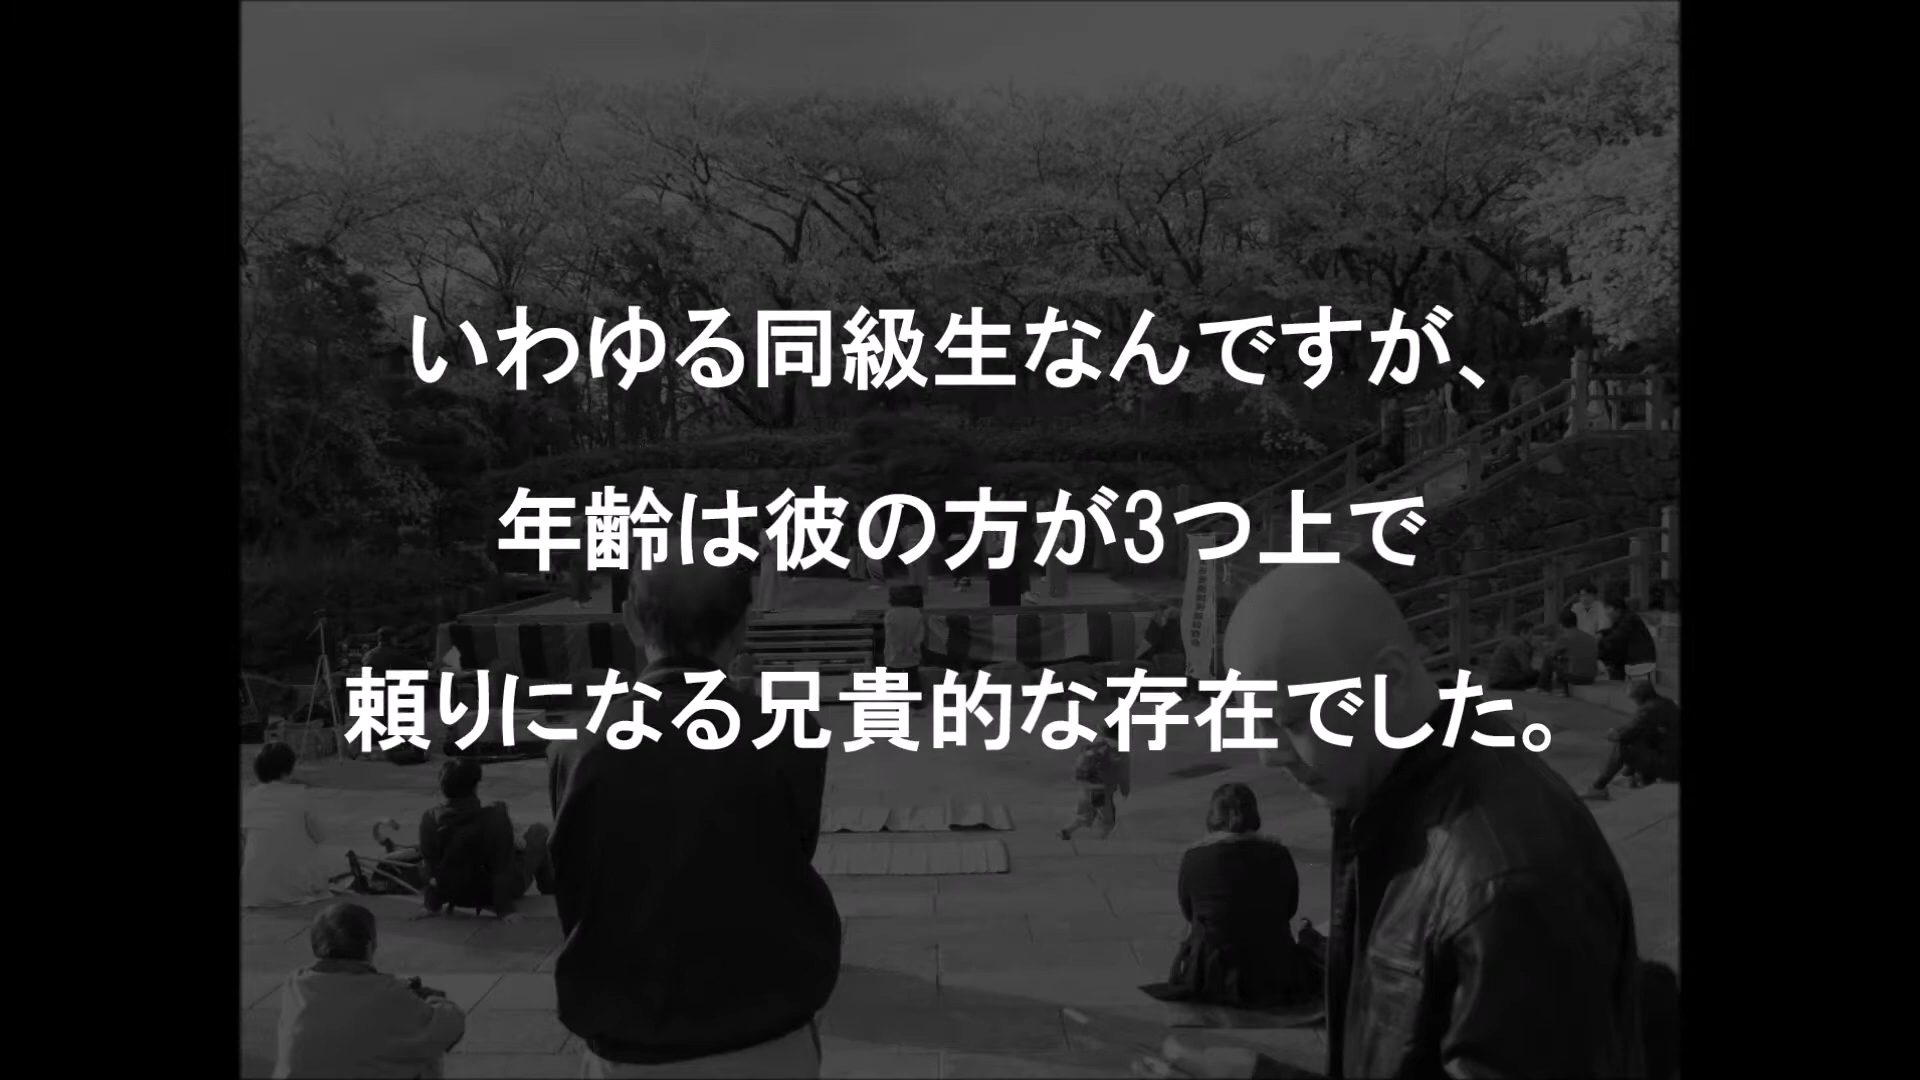 いわゆる同級生なんですが、
年齢は彼の方が3つ上で
頼りになる兄貴的な存在でした。